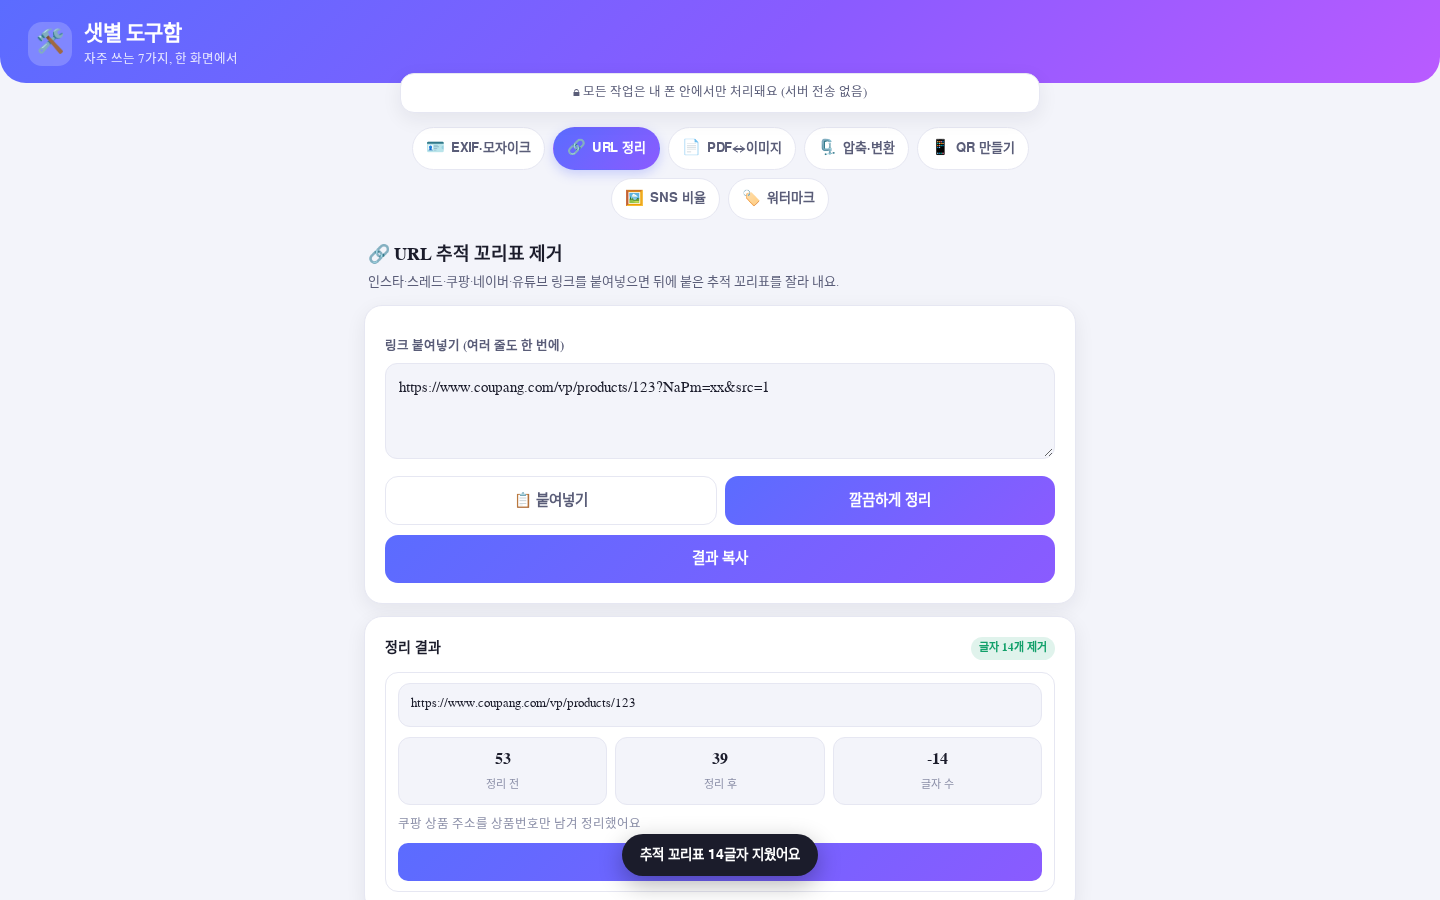 샛별 도구함
자주 쓰는 7가지, 한 화면에서
모든 작업은 내 폰 안에서만 처리돼요 (서버 전송 없음)
EXIF·모자이크
URL 정리
PDF↔이미지
압축·변환
QR 만들기
SNS 비율
워터마크
URL 추적 꼬리표 제거
인스타·스레드·쿠팡·네이버·유튜브 링크를 붙여넣으면 뒤에 붙은 추적 꼬리표를 잘라 내요.
링크 붙여넣기 (여러 줄도 한 번에)
https://www.coupang.com/vp/products/123?NaPm=xx&src=1
붙여넣기
깔끔하게 정리
결과 복사
정리 결과
글자 14개 제거
https://www.coupang.com/vp/products/123
53
정리 전
39
정리 후
-14
글자 수
쿠팡 상품 주소를 상품번호만 남겨 정리했어요
추적 꼬리표 14글자 지웠어요